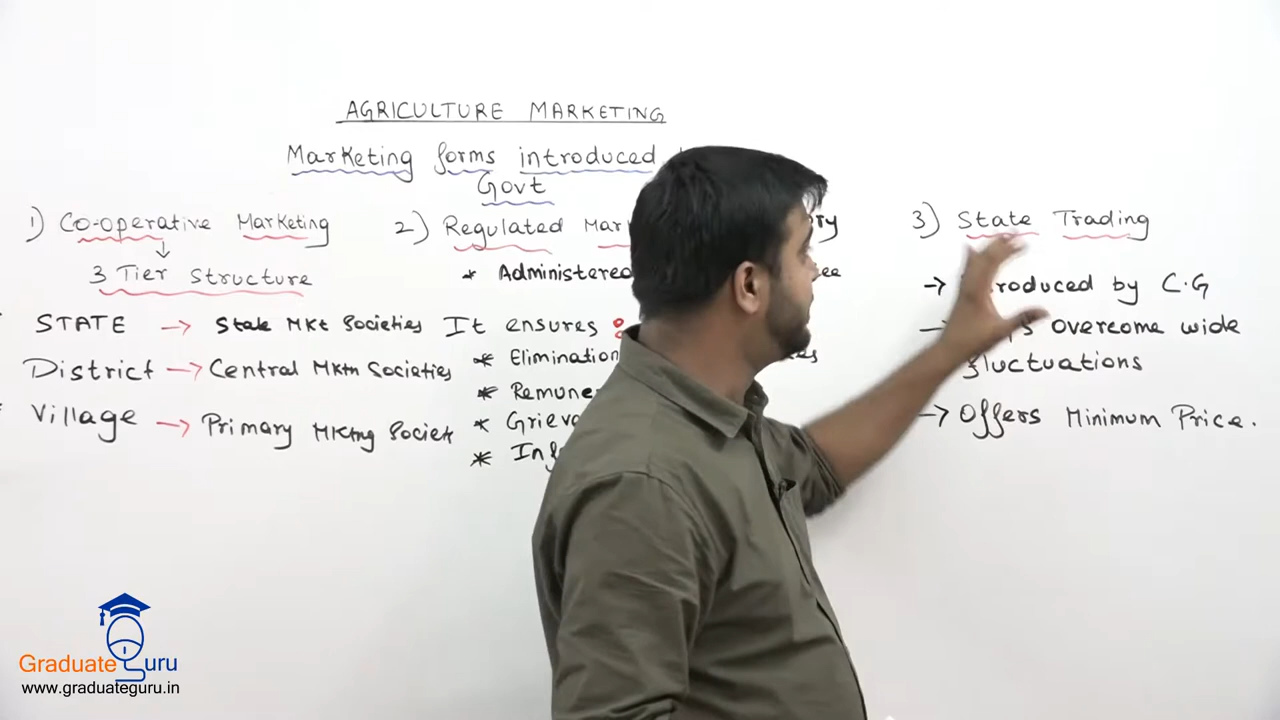 AGRICULTURE MARKETING
Marketing forms introduced
Govt
1) Co-operative Marketing
3 Tier Structure
STATE → State MKt Societies
District → Central MKtn Societies
Village → Primary MKtng Societ
2) Regulated Mar
* Administered
It ensures :
* Elimination
* Remune
* Grieva
* Inf
3) State Trading
→ roduced by C.G
overcome wide
fluctuations
→ Offers Minimum Price.
Graduate Guru
www.graduateguru.in